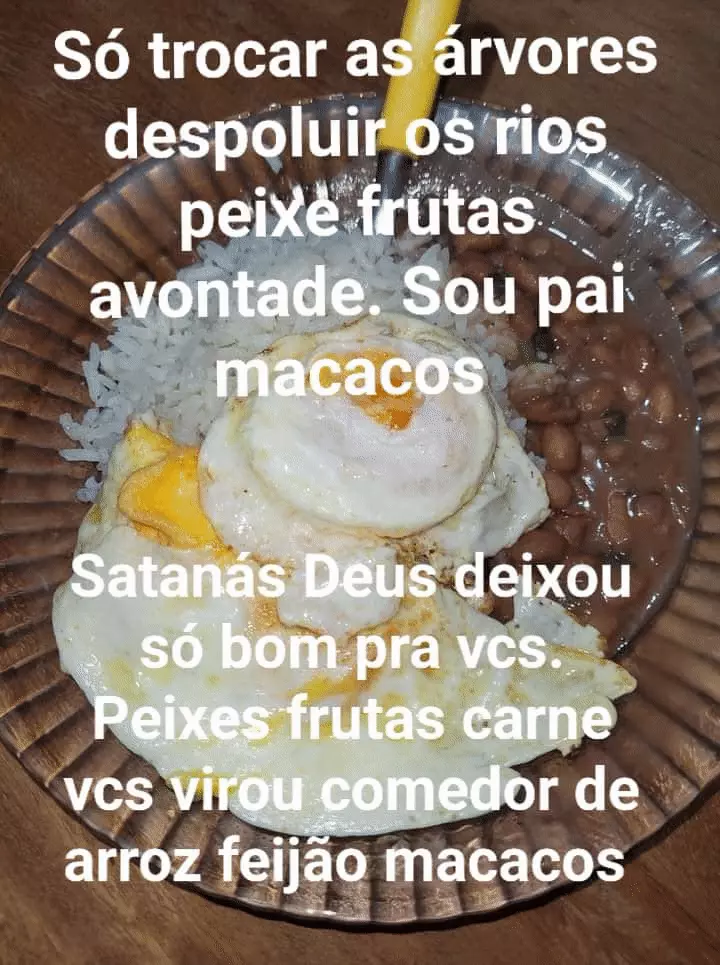 Só trocar as árvores
despoluir os rios
peixe frutas
avontade. Sou pai
macacos
Satanás Deus deixou
só bom pra vcs.
Peixes frutas carne
vcs virou comedor de
arroz feijão macacos